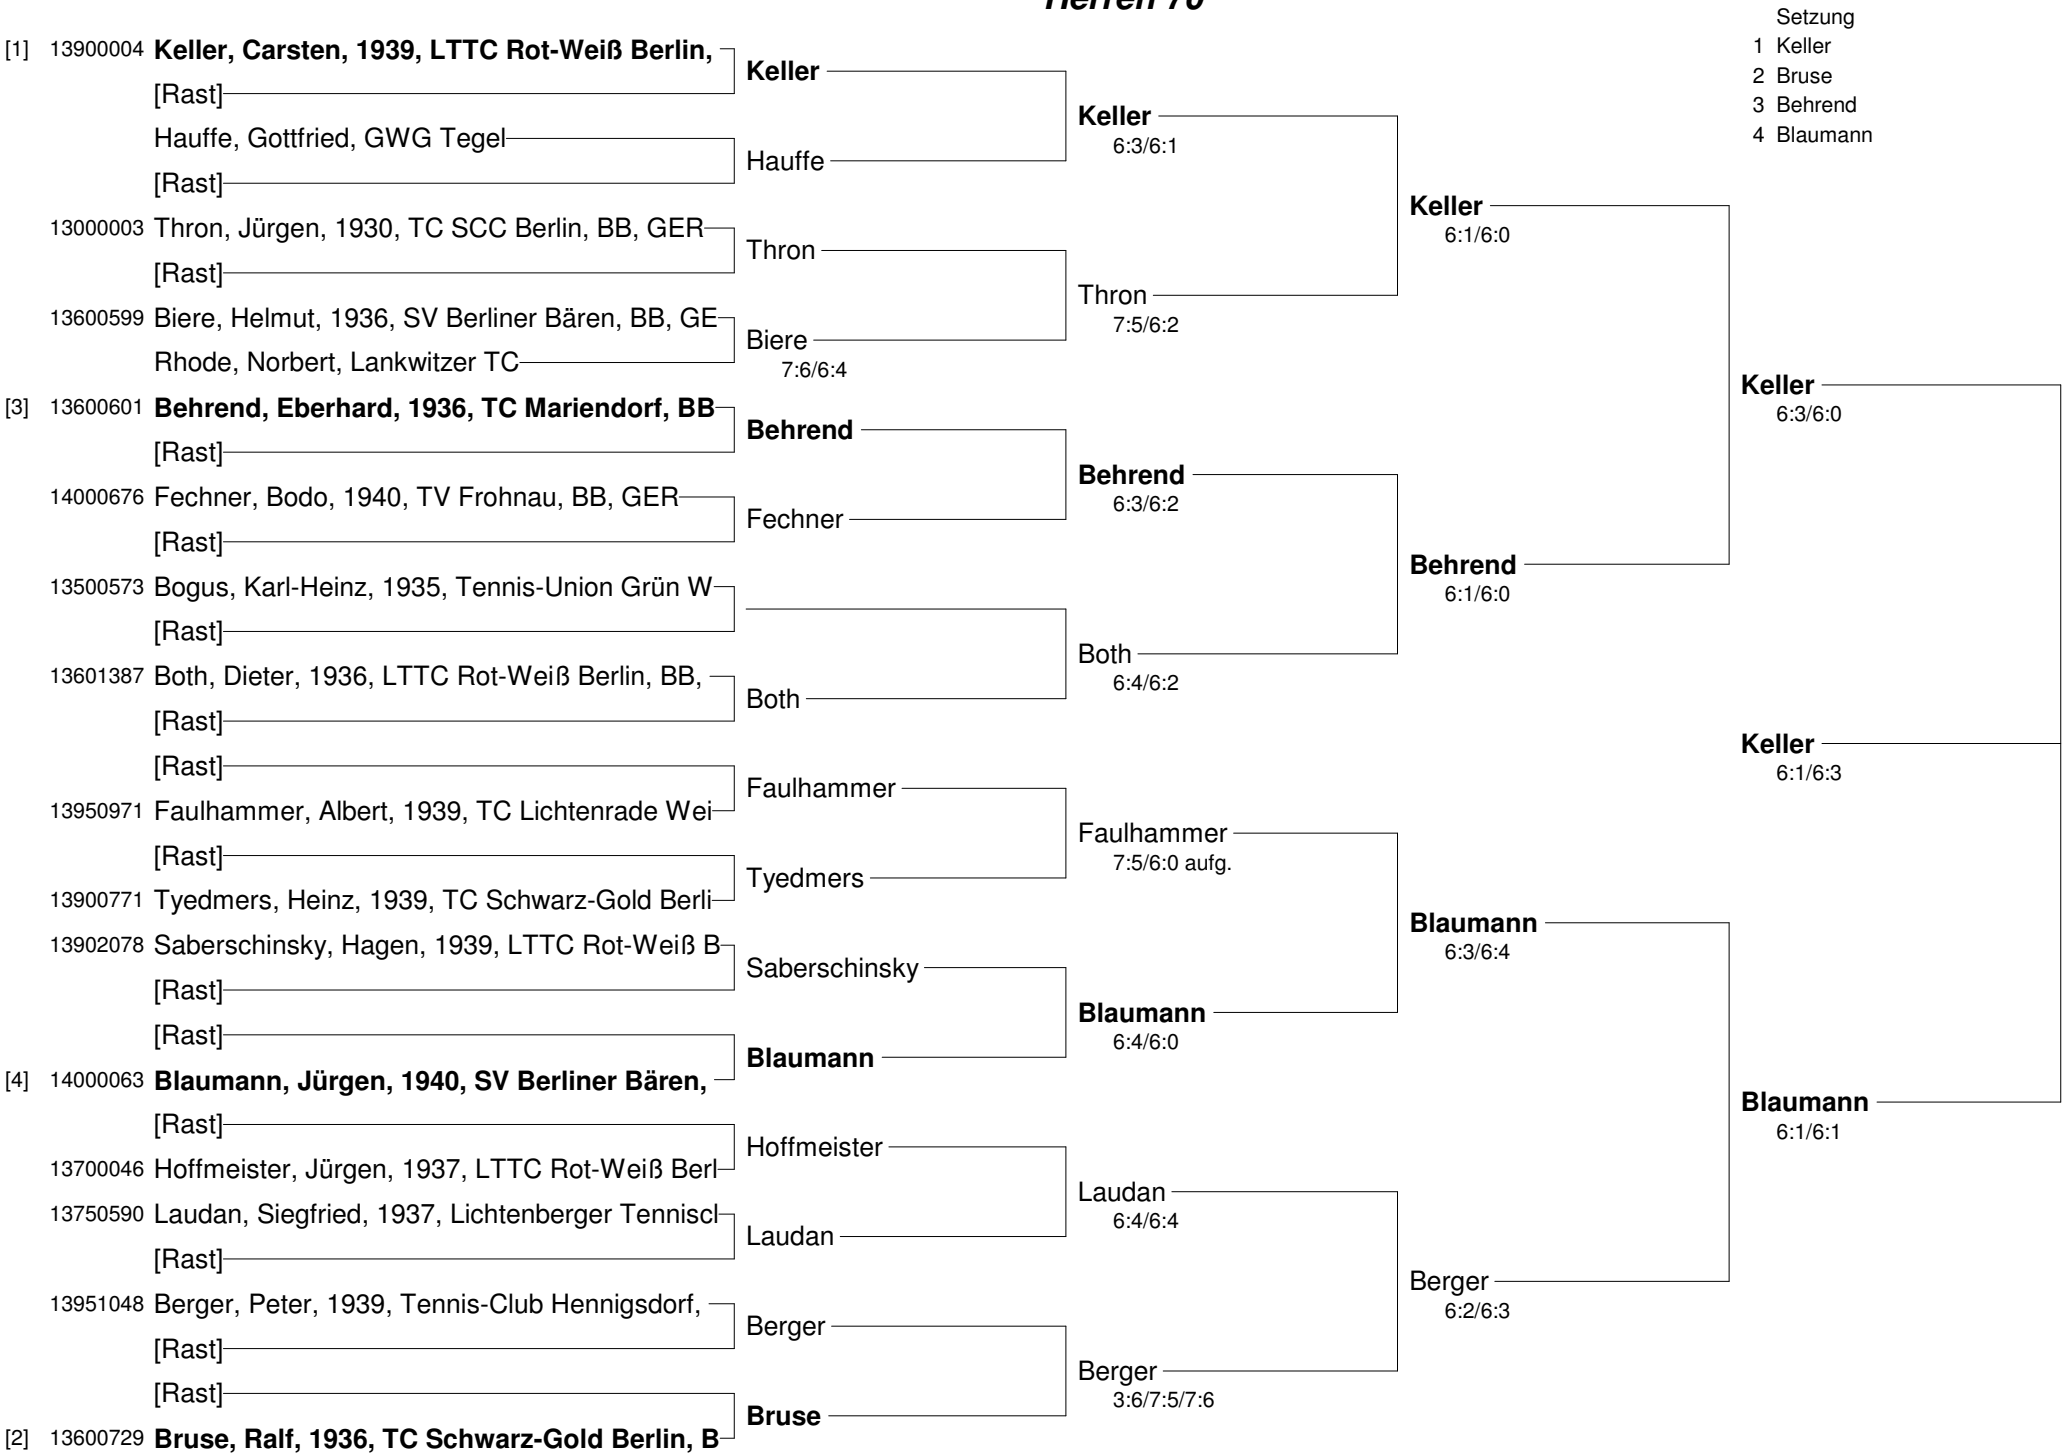 Herren 70
Setzung
1 Keller
2 Bruse
3 Behrend
4 Blaumann
[1] 13900004 Keller, Carsten, 1939, LTTC Rot-Weiß Berlin,
[Rast]
Hauffe, Gottfried, GWG Tegel
[Rast]
13000003 Thron, Jürgen, 1930, TC SCC Berlin, BB, GER
[Rast]
13600599 Biere, Helmut, 1936, SV Berliner Bären, BB, GE
Rhode, Norbert, Lankwitzer TC
[3] 13600601 Behrend, Eberhard, 1936, TC Mariendorf, BB
[Rast]
14000676 Fechner, Bodo, 1940, TV Frohnau, BB, GER
[Rast]
13500573 Bogus, Karl-Heinz, 1935, Tennis-Union Grün W
[Rast]
13601387 Both, Dieter, 1936, LTTC Rot-Weiß Berlin, BB,
[Rast]
[Rast]
13950971 Faulhammer, Albert, 1939, TC Lichtenrade Wei
[Rast]
13900771 Tyedmers, Heinz, 1939, TC Schwarz-Gold Berli
13902078 Saberschinsky, Hagen, 1939, LTTC Rot-Weiß B
[Rast]
[Rast]
[4] 14000063 Blaumann, Jürgen, 1940, SV Berliner Bären,
[Rast]
13700046 Hoffmeister, Jürgen, 1937, LTTC Rot-Weiß Berl
13750590 Laudan, Siegfried, 1937, Lichtenberger Tenniscl
[Rast]
13951048 Berger, Peter, 1939, Tennis-Club Hennigsdorf,
[Rast]
[Rast]
[2] 13600729 Bruse, Ralf, 1936, TC Schwarz-Gold Berlin, B
Keller
Hauffe
Thron
Biere
7:6/6:4
Behrend
Fechner
Both
Faulhammer
Tyedmers
Saberschinsky
Blaumann
Hoffmeister
Laudan
Berger
Bruse
Keller
6:3/6:1
Thron
7:5/6:2
Behrend
6:3/6:2
Both
6:4/6:2
Faulhammer
7:5/6:0 aufg.
Blaumann
6:4/6:0
Laudan
6:4/6:4
Berger
3:6/7:5/7:6
Keller
6:1/6:0
Behrend
6:1/6:0
Blaumann
6:3/6:4
Berger
6:2/6:3
Keller
6:3/6:0
Keller
6:1/6:3
Blaumann
6:1/6:1